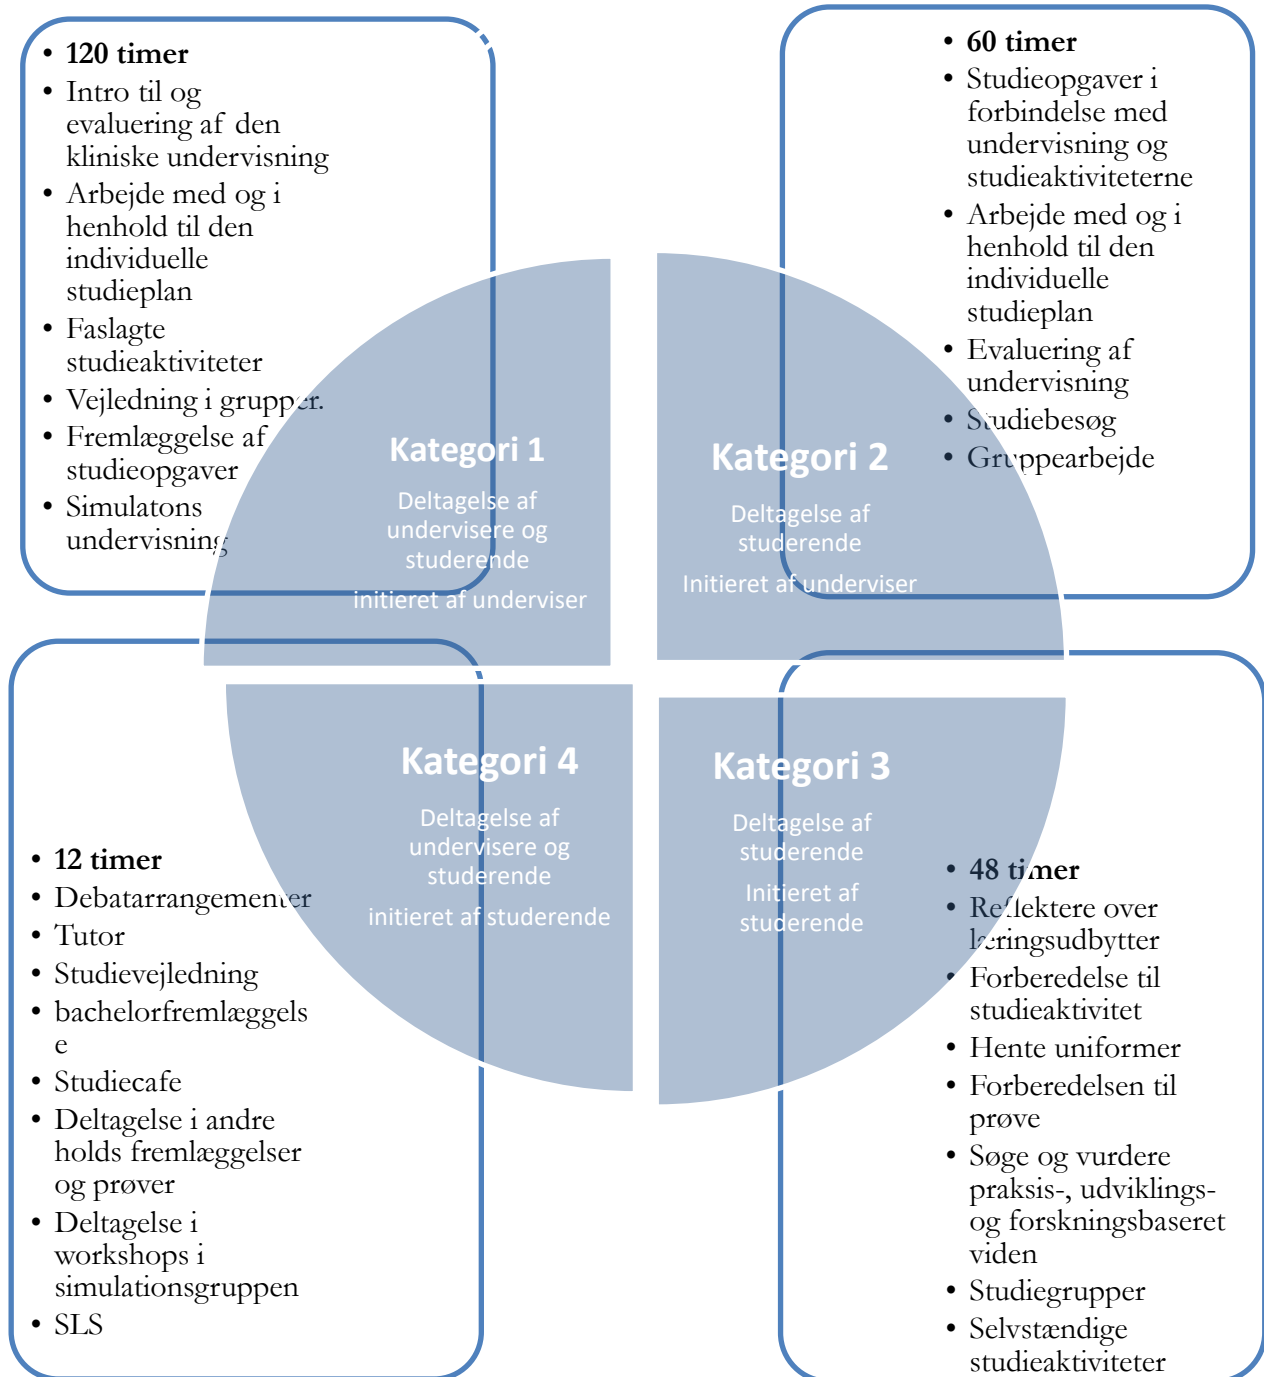 • 120 timer
• Intro til og
evaluering af den
kliniske undervisning
• Arbejde med og i
henhold til den
individuelle
studieplan
• Faslagte
studieaktiviteter
• Vejledning i grupper.
• Fremlæggelse af
studieopgaver
• Simulatons
undervisning
• 60 timer
• Studieopgaver i
forbindelse med
undervisning og
studieaktiviteterne
• Arbejde med og i
henhold til den
individuelle
studieplan
• Evaluering af
undervisning
• Studiebesøg
• Gruppearbejde
Kategori 1
Deltagelse af
undervisere og
studerende
initieret af underviser
Kategori 2
Deltagelse af
studerende
Initieret af underviser
Kategori 4
Deltagelse af
undervisere og
studerende
initieret af studerende
Kategori 3
Deltagelse af
studerende
Initieret af
studerende
• 12 timer
• Debatarrangementer
• Tutor
• Studievejledning
• bachelorfremlæggels
e
• Studiecafe
• Deltagelse i andre
holds fremlæggelser
og prøver
• Deltagelse i
workshops i
simulationsgruppen
• SLS
• 48 timer
• Reflektere over
læringsudbytter
• Forberedelse til
studieaktivitet
• Hente uniformer
• Forberedelsen til
prøve
• Søge og vurdere
praksis-, udviklings-
og forskningsbaseret
viden
• Studiegrupper
• Selvstændige
studieaktiviteter